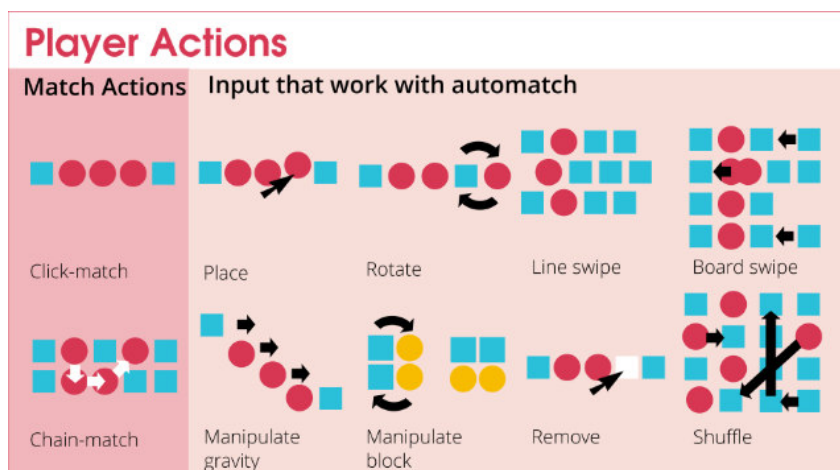 Player Actions
Match Actions
Input that work with automatch
Click-match
Place
Rotate
Line swipe
Board swipe
Chain-match
Manipulate
gravity
Manipulate
block
Remove
Shuffle